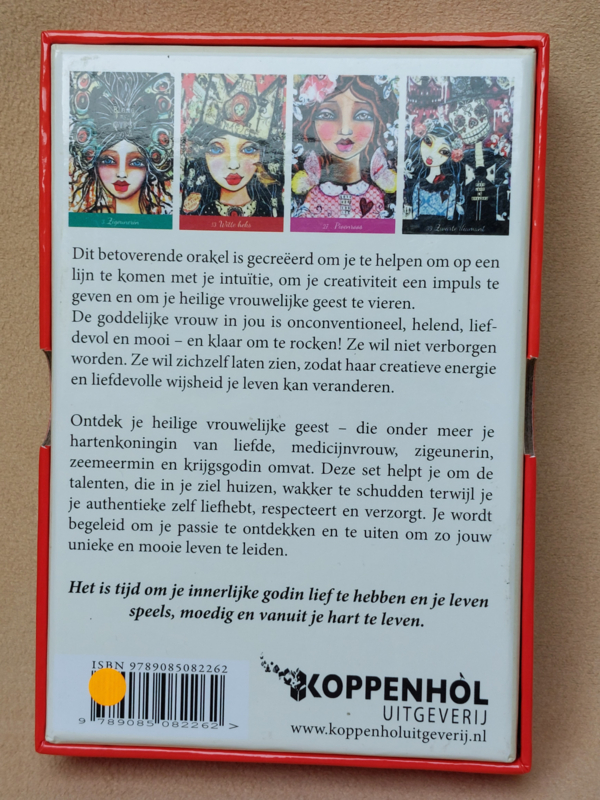 Zigeunerin
Witte heks
Dit betoverende orakel is gecreëerd om je te helpen om op een
lijn te komen met je intuïtie, om je creativiteit een impuls te
geven en om je heilige vrouwelijke geest te vieren.
De goddelijke vrouw in jou is onconventioneel, helend, lief-
devol en mooi – en klaar om te rocken! Ze wil niet verborgen
worden. Ze wil zichzelf laten zien, zodat haar creatieve energie
en liefdevolle wijsheid je leven kan veranderen.
Ontdek je heilige vrouwelijke geest – die onder meer je
hartenkoningin van liefde, medicijnvrouw, zigeunerin,
zeemeermin en krijgsgodin omvat. Deze set helpt je om de
talenten, die in je ziel huizen, wakker te schudden terwijl je
je authentieke zelf liefhebt, respecteert en verzorgt. Je wordt
begeleid om je passie te ontdekken en te uiten om zo jouw
unieke en mooie leven te leiden.
Het is tijd om je innerlijke godin lief te hebben en je leven
speels, moedig en vanuit je hart te leven.
ISBN 9789085082262
9 789085 082262 >
KOPPENHÒL
UITGEVERIJ
www.koppenholuitgeverij.nl